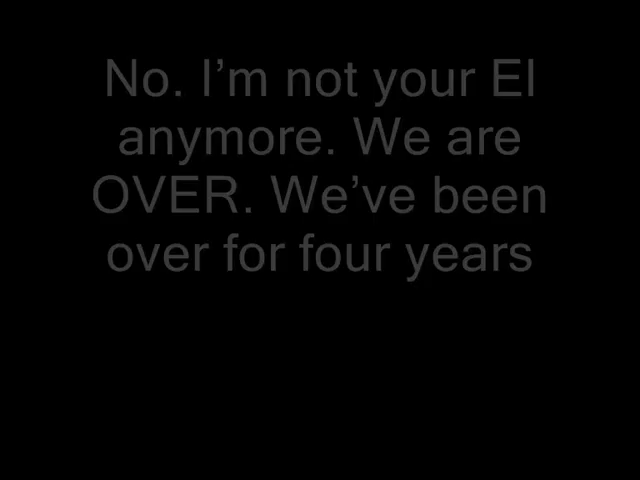 No. I’m not your El
anymore. We are
OVER. We’ve been
over for four years